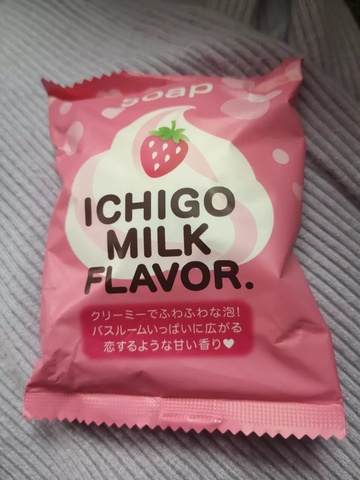 soap
ICHIGO
MILK
FLAVOR.
クリーミーでふわふわな泡!
バスルームいっぱいに広がる
恋するような甘い香り♥